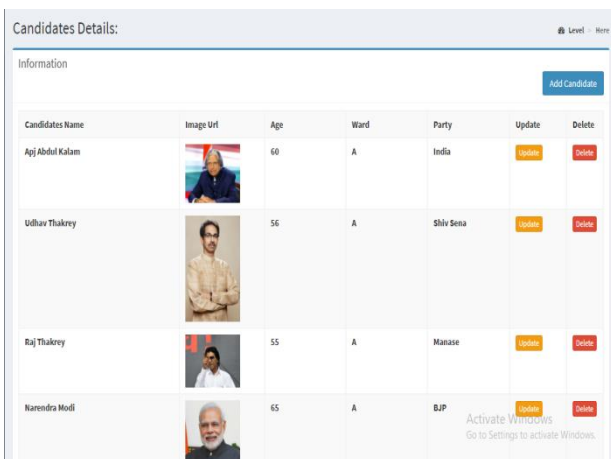 Candidates Details:
Level > Here
Information
Add Candidate
Candidates Name Image Url Age Ward Party Update Delete
Apj Abdul Kalam 60 A India Update Delete
Udhav Thakrey 56 A Shiv Sena Update Delete
Raj Thakrey 55 A Manase Update Delete
Narendra Modi 65 A BJP Update Delete
Activate Windows
Go to Settings to activate Windows.